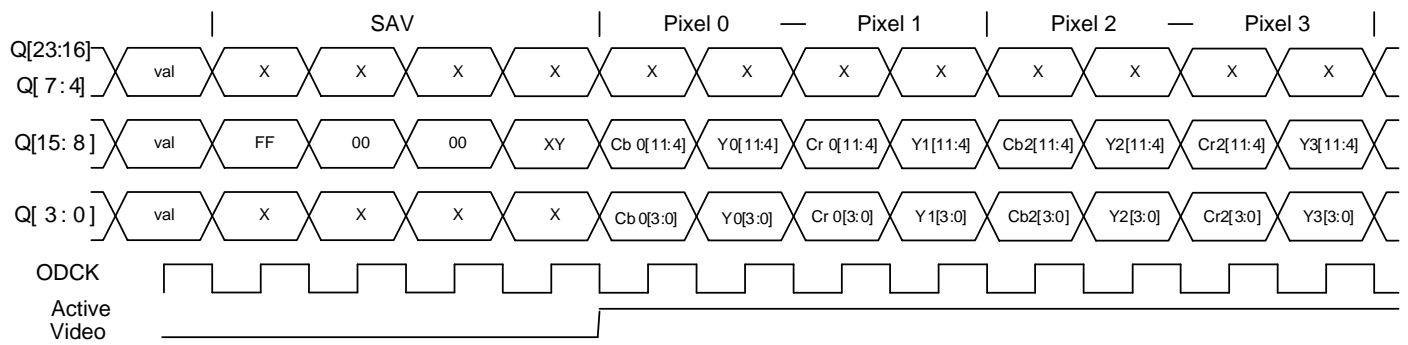 SAV Pixel 0 — Pixel 1 Pixel 2 — Pixel 3
Q[23:16]
Q[ 7:4] val X X X X X X X X X X X X
Q[15: 8] val FF 00 00 XY Cb 0[11:4] Y0[11:4] Cr 0[11:4] Y1[11:4] Cb2[11:4] Y2[11:4] Cr2[11:4] Y3[11:4]
Q[ 3: 0] val X X X X Cb 0[3:0] Y0[3:0] Cr 0[3:0] Y1[3:0] Cb2[3:0] Y2[3:0] Cr2[3:0] Y3[3:0]
ODCK
Active
Video